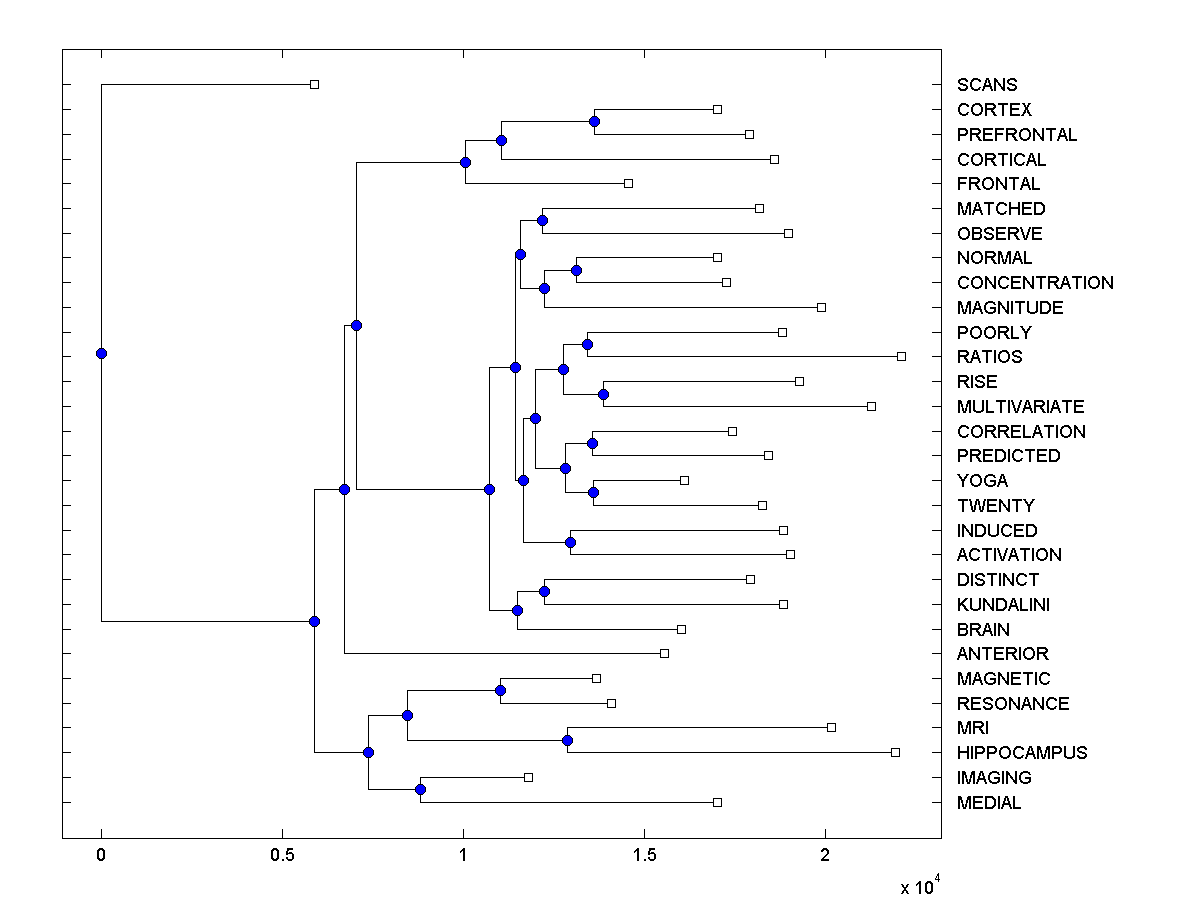 SCANS
CORTEX
PREFRONTAL
CORTICAL
FRONTAL
MATCHED
OBSERVE
NORMAL
CONCENTRATION
MAGNITUDE
POORLY
RATIOS
RISE
MULTIVARIATE
CORRELATION
PREDICTED
YOGA
TWENTY
INDUCED
ACTIVATION
DISTINCT
KUNDALINI
BRAIN
ANTERIOR
MAGNETIC
RESONANCE
MRI
HIPPOCAMPUS
IMAGING
MEDIAL
0 0.5 1 1.5 2
x 10⁴